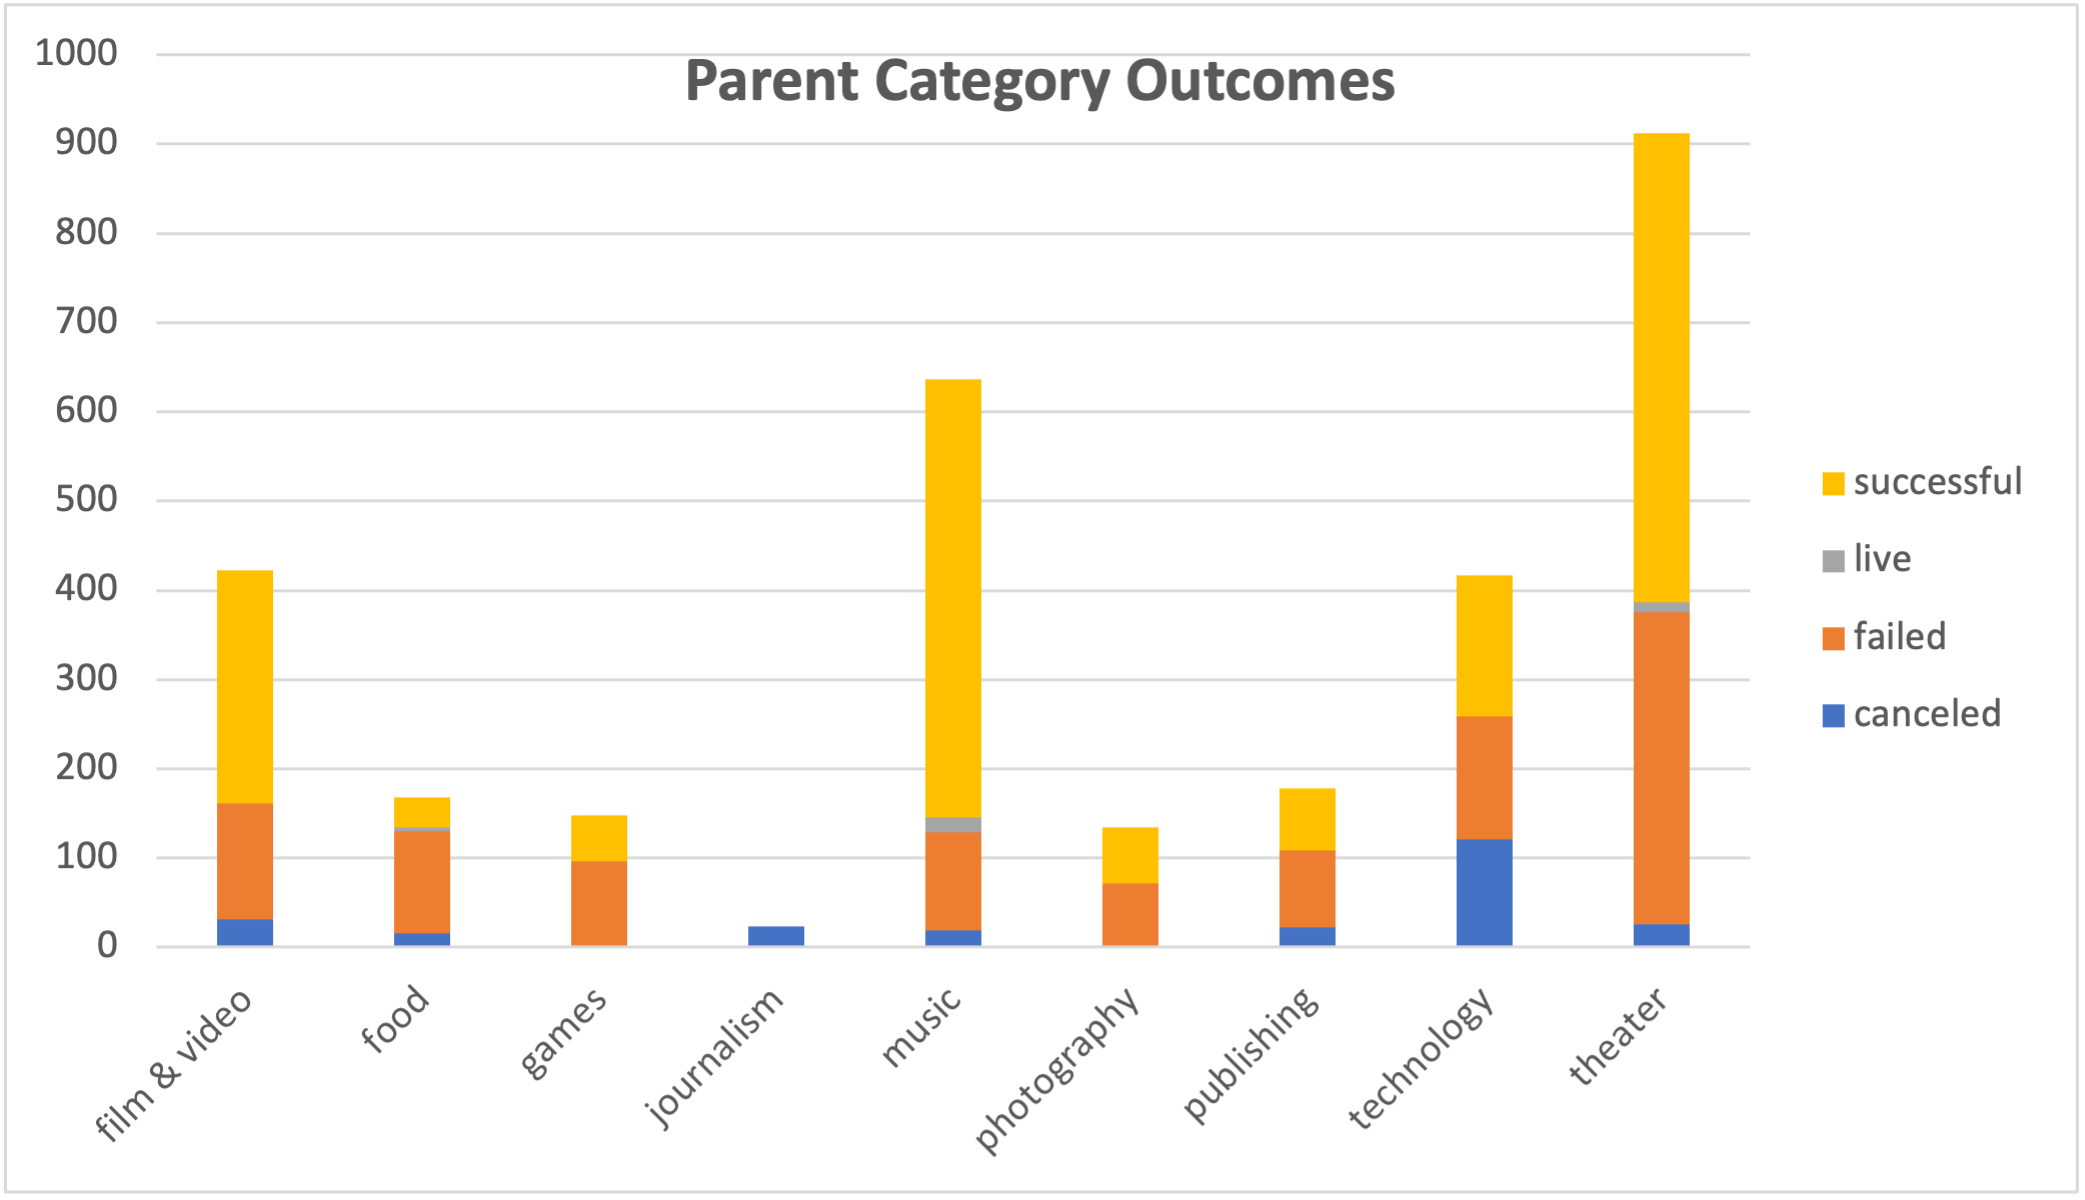 Parent Category Outcomes
1000
900
800
700
600
500
400
300
200
100
0
film & video
food
games
journalism
music
photography
publishing
technology
theater
successful
live
failed
canceled